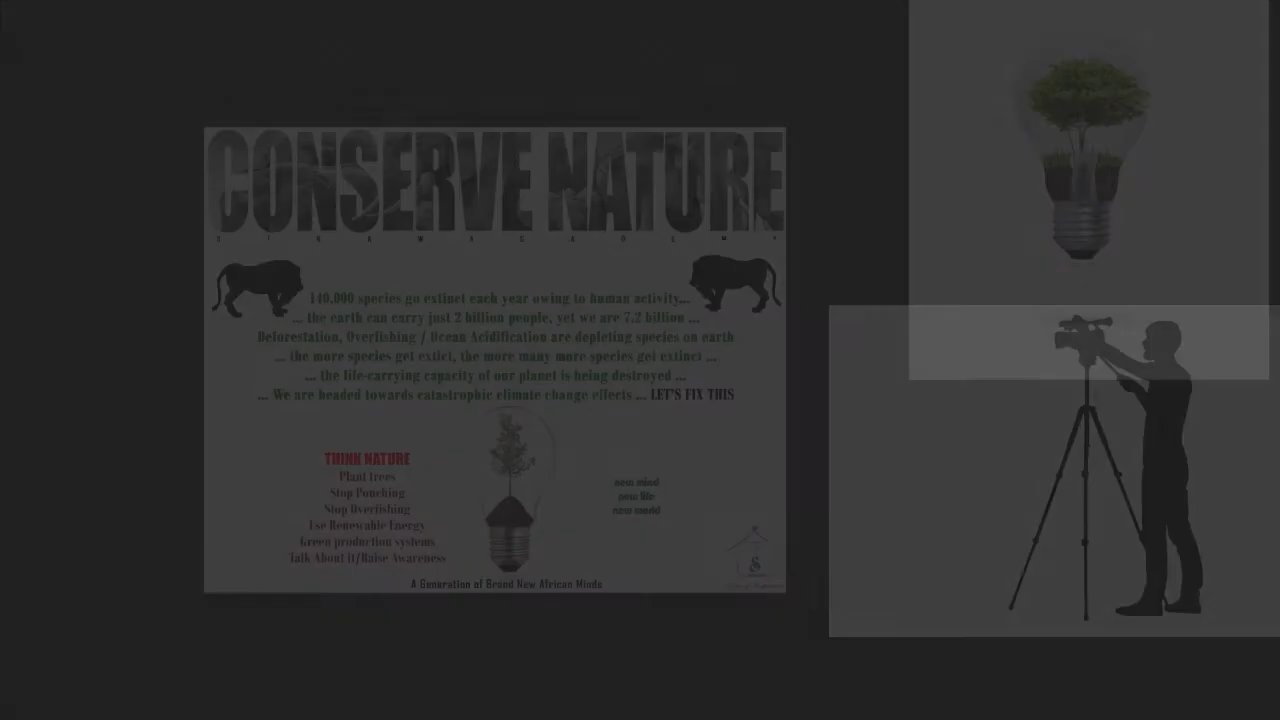 CONSERVE NATURE
140,000 species go extinct each year owing to human activity...
... the earth can carry just 2 billion people, yet we are 7.2 billion ...
Deforestation, Overfishing / Ocean Acidification are depleting species on earth
... the more species get extict, the more many more species get extinct ...
... the life-carrying capacity of our planet is being destroyed ...
... We are headed towards catastrophic climate change effects ... LET'S FIX THIS
THINK NATURE
Plant trees
Stop Pouching
Stop Overfishing
Use Renewable Energy
Green production systems
Talk About it/Raise Awareness
new mind
new life
new world
A Generation of Brand New African Minds